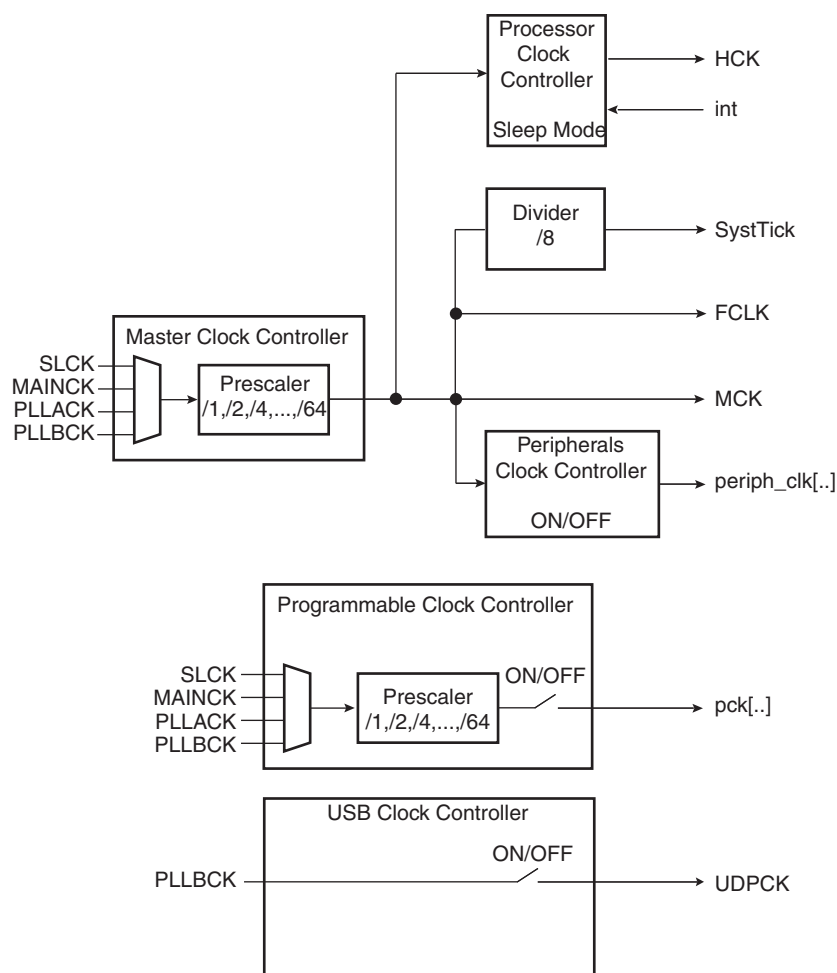 Processor
Clock
Controller
Sleep Mode
HCK
int
Divider
/8
SystTick
FCLK
Master Clock Controller
SLCK
MAINCK
PLLACK
PLLBCK
Prescaler
/1,/2,/4,...,/64
MCK
Peripherals
Clock Controller
ON/OFF
periph_clk[..]
Programmable Clock Controller
SLCK
MAINCK
PLLACK
PLLBCK
Prescaler
/1,/2,/4,...,/64
ON/OFF
pck[..]
USB Clock Controller
ON/OFF
PLLBCK
UDPCK